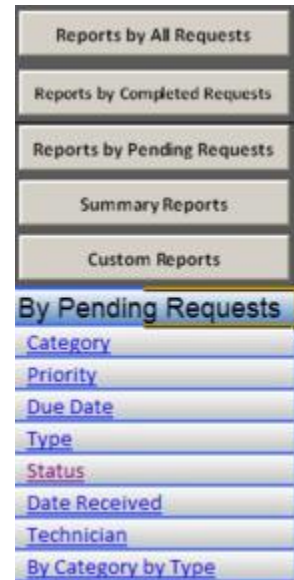 Reports by All Requests
Reports by Completed Requests
Reports by Pending Requests
Summary Reports
Custom Reports
By Pending Requests
Category
Priority
Due Date
Type
Status
Date Received
Technician
By Category by Type